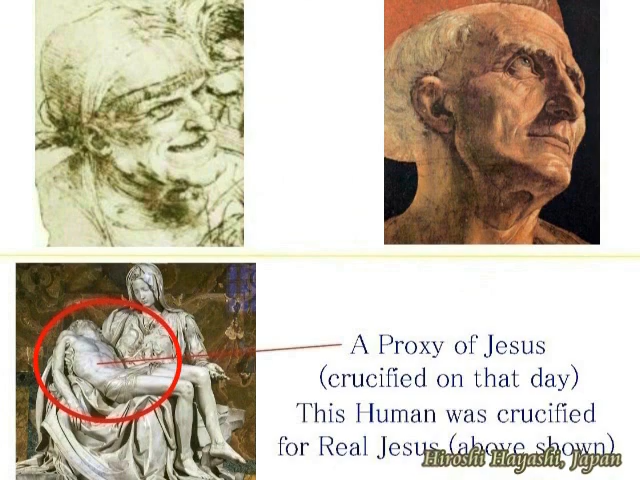 A Proxy of Jesus
(crucified on that day)
This Human was crucified
for Real Jesus (above shown)
Hiroshi Hayashi, Japan